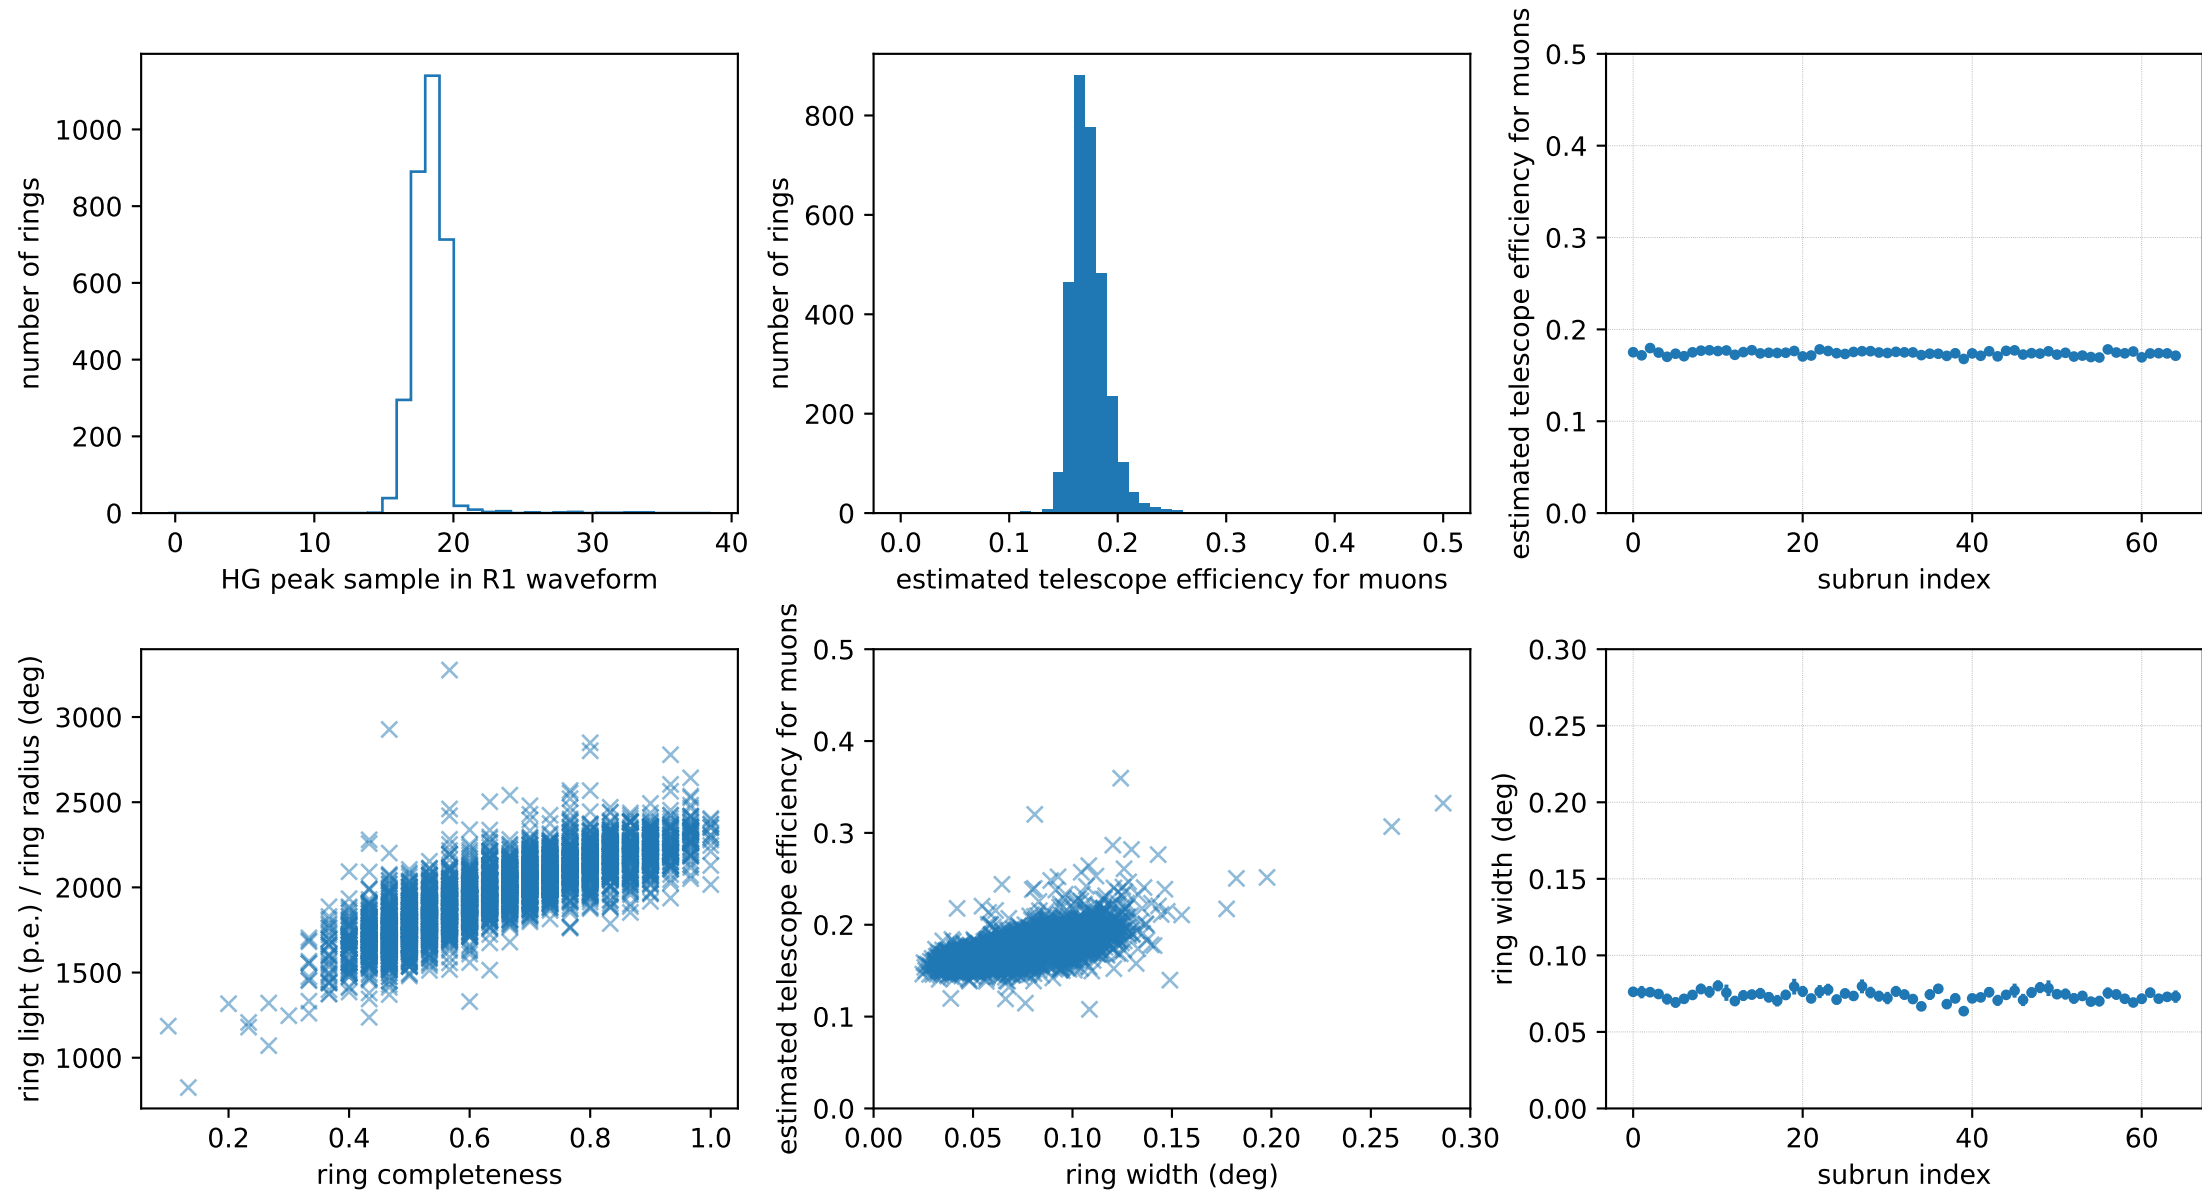 number of rings
1000
800
600
400
200
0
0 10 20 30 40
HG peak sample in R1 waveform
number of rings
800
600
400
200
0
0.0 0.1 0.2 0.3 0.4 0.5
estimated telescope efficiency for muons
estimated telescope efficiency for muons
0.5
0.4
0.3
0.2
0.1
0.0
0 20 40 60
subrun index
ring light (p.e.) / ring radius (deg)
3000
2500
2000
1500
1000
0.2 0.4 0.6 0.8 1.0
ring completeness
estimated telescope efficiency for muons
0.5
0.4
0.3
0.2
0.1
0.0
0.00 0.05 0.10 0.15 0.20 0.25 0.30
ring width (deg)
ring width (deg)
0.30
0.25
0.20
0.15
0.10
0.05
0.00
0 20 40 60
subrun index